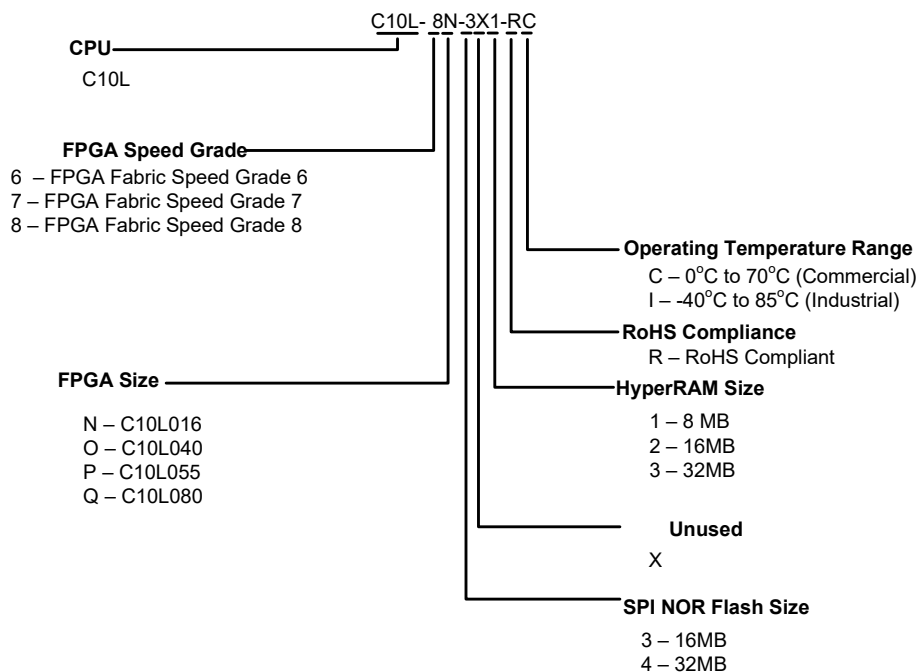 C10L- 8N-3X1-RC
CPU
C10L
FPGA Speed Grade
6 – FPGA Fabric Speed Grade 6
7 – FPGA Fabric Speed Grade 7
8 – FPGA Fabric Speed Grade 8
Operating Temperature Range
C – 0°C to 70°C (Commercial)
I – -40°C to 85°C (Industrial)
RoHS Compliance
R – RoHS Compliant
FPGA Size
N – C10L016
O – C10L040
P – C10L055
Q – C10L080
HyperRAM Size
1 – 8 MB
2 – 16MB
3 – 32MB
Unused
X
SPI NOR Flash Size
3 – 16MB
4 – 32MB